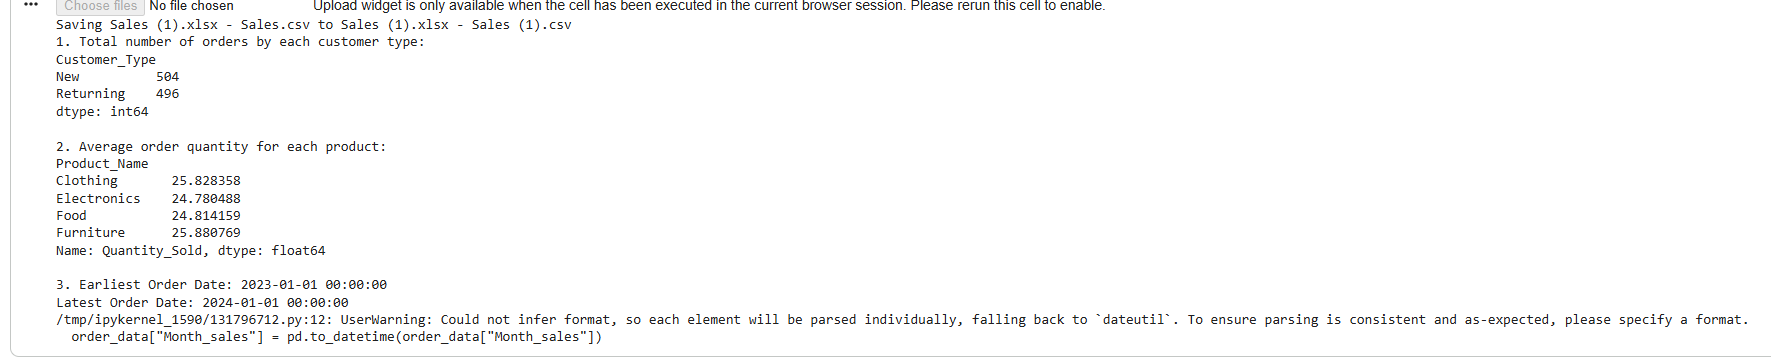 ••• Choose files No file chosen Upload widget is only available when the cell has been executed in the current browser session. Please rerun this cell to enable.
Saving Sales (1).xlsx - Sales.csv to Sales (1).xlsx - Sales (1).csv
1. Total number of orders by each customer type:
Customer_Type
New          504
Returning    496
dtype: int64

2. Average order quantity for each product:
Product_Name
Clothing       25.828358
Electronics    24.780488
Food           24.814159
Furniture      25.880769
Name: Quantity_Sold, dtype: float64

3. Earliest Order Date: 2023-01-01 00:00:00
Latest Order Date: 2024-01-01 00:00:00
/tmp/ipykernel_1590/131796712.py:12: UserWarning: Could not infer format, so each element will be parsed individually, falling back to `dateutil`. To ensure parsing is consistent and as-expected, please specify a format.
  order_data["Month_sales"] = pd.to_datetime(order_data["Month_sales"])